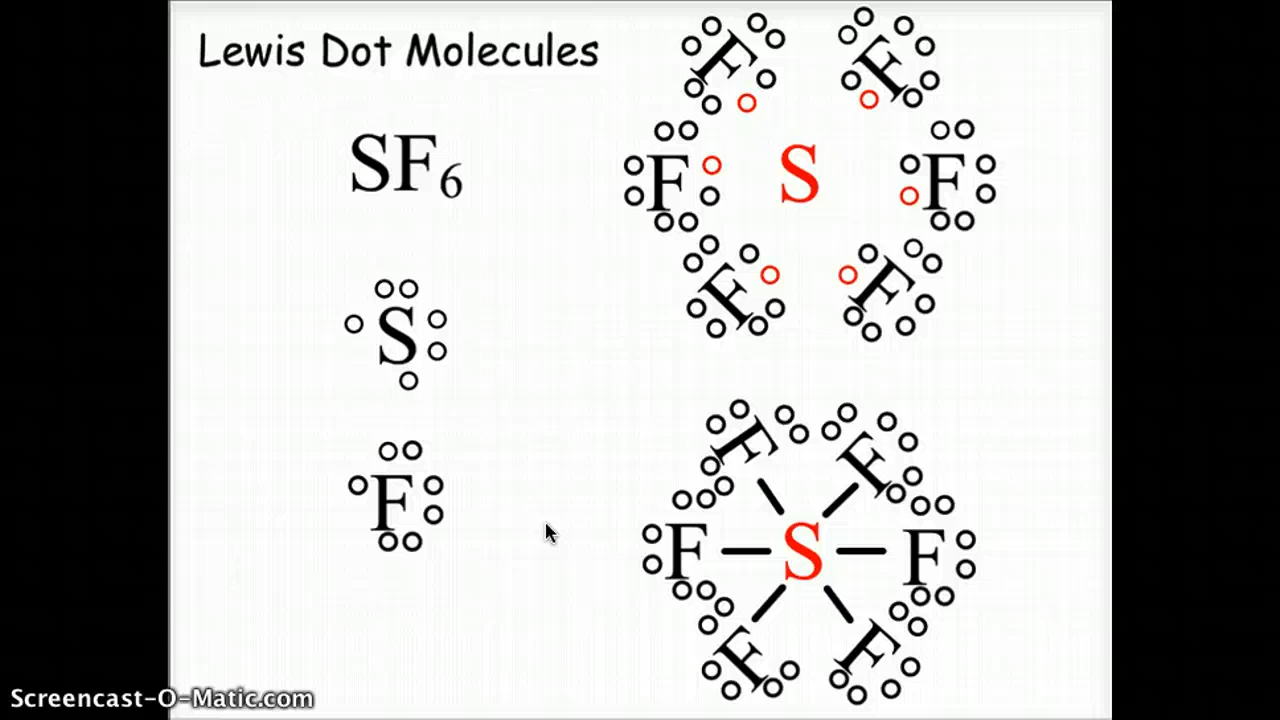 Lewis Dot Molecules
SF₆
S
F
F F
F S F
F F
F F
F S F
F F
Screencast-O-Matic.com